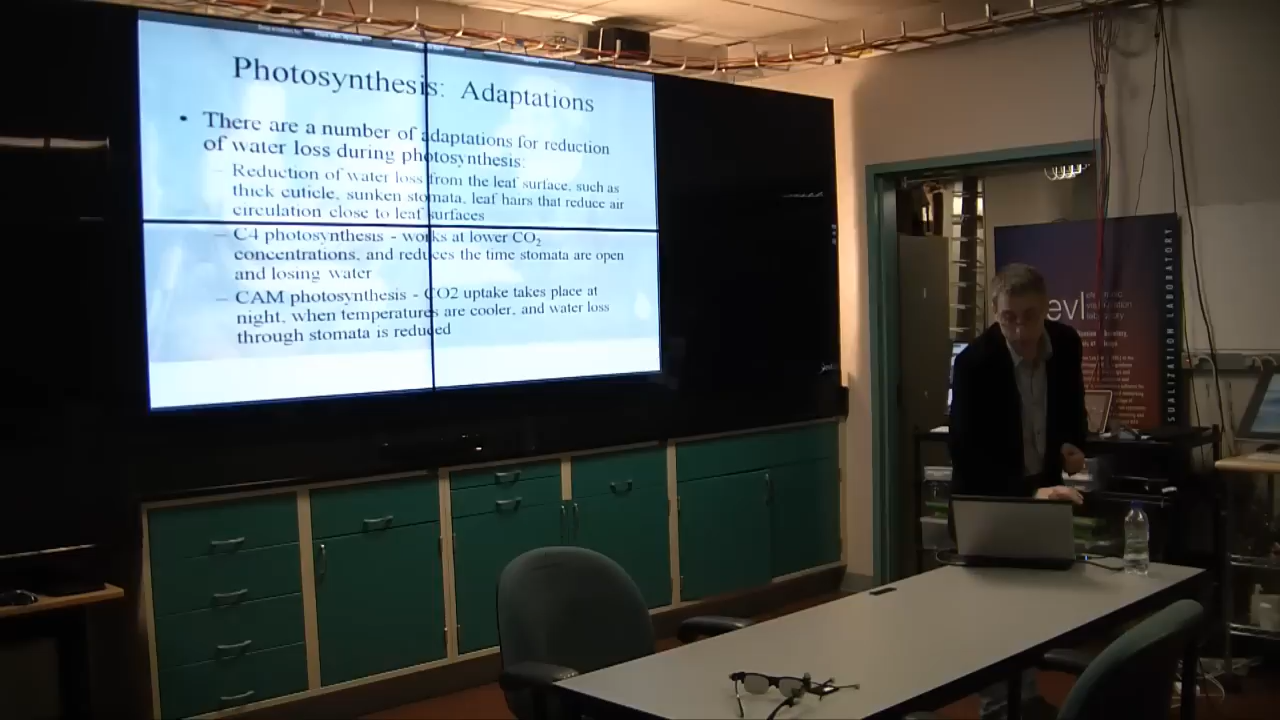 Photosynthesis: Adaptations
• There are a number of adaptations for reduction
of water loss during photosynthesis:
– Reduction of water loss from the leaf surface, such as
thick cuticle, sunken stomata, leaf hairs that reduce air
circulation close to leaf surfaces
– C4 photosynthesis - works at lower CO₂
concentrations, and reduces the time stomata are open
and losing water
– CAM photosynthesis - CO2 uptake takes place at
night, when temperatures are cooler, and water loss
through stomata is reduced
evl
laboratory
SUALIZATION LABORATORY